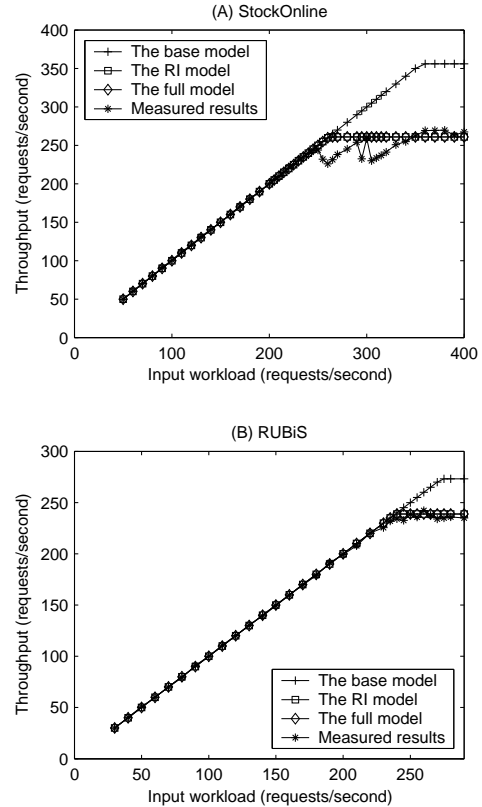 (A) StockOnline
400
350
300
250
200
150
100
50
0
Throughput (requests/second)
The base model
The RI model
The full model
Measured results
0 100 200 300 400
Input workload (requests/second)
(B) RUBiS
300
250
200
150
100
50
0
Throughput (requests/second)
The base model
The RI model
The full model
Measured results
0 50 100 150 200 250
Input workload (requests/second)